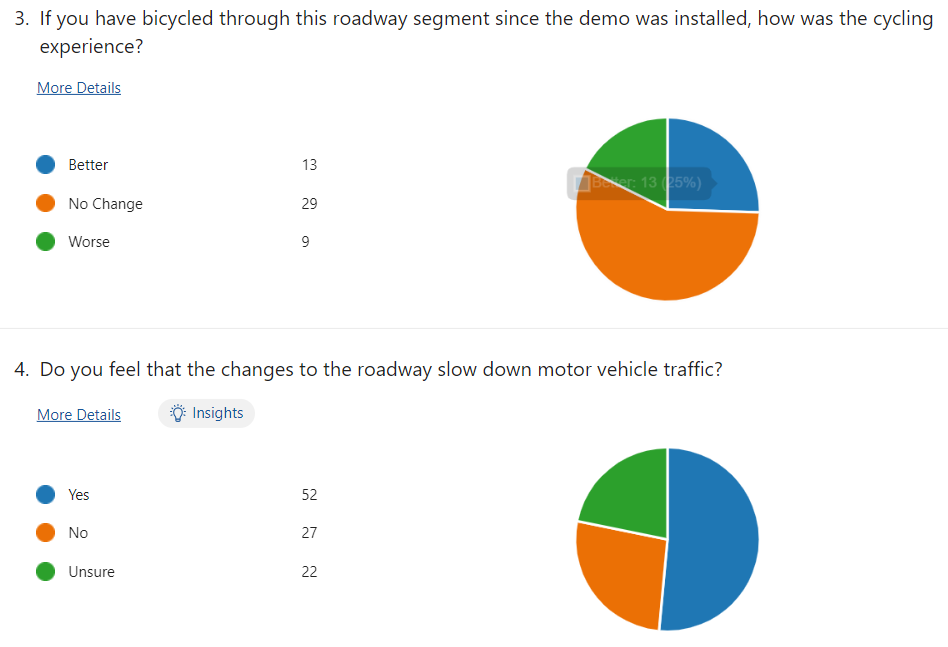 3. If you have bicycled through this roadway segment since the demo was installed, how was the cycling
experience?
More Details
Better 13
Better: 13 (25%)
No Change 29
Worse 9
4. Do you feel that the changes to the roadway slow down motor vehicle traffic?
More Details Insights
Yes 52
No 27
Unsure 22